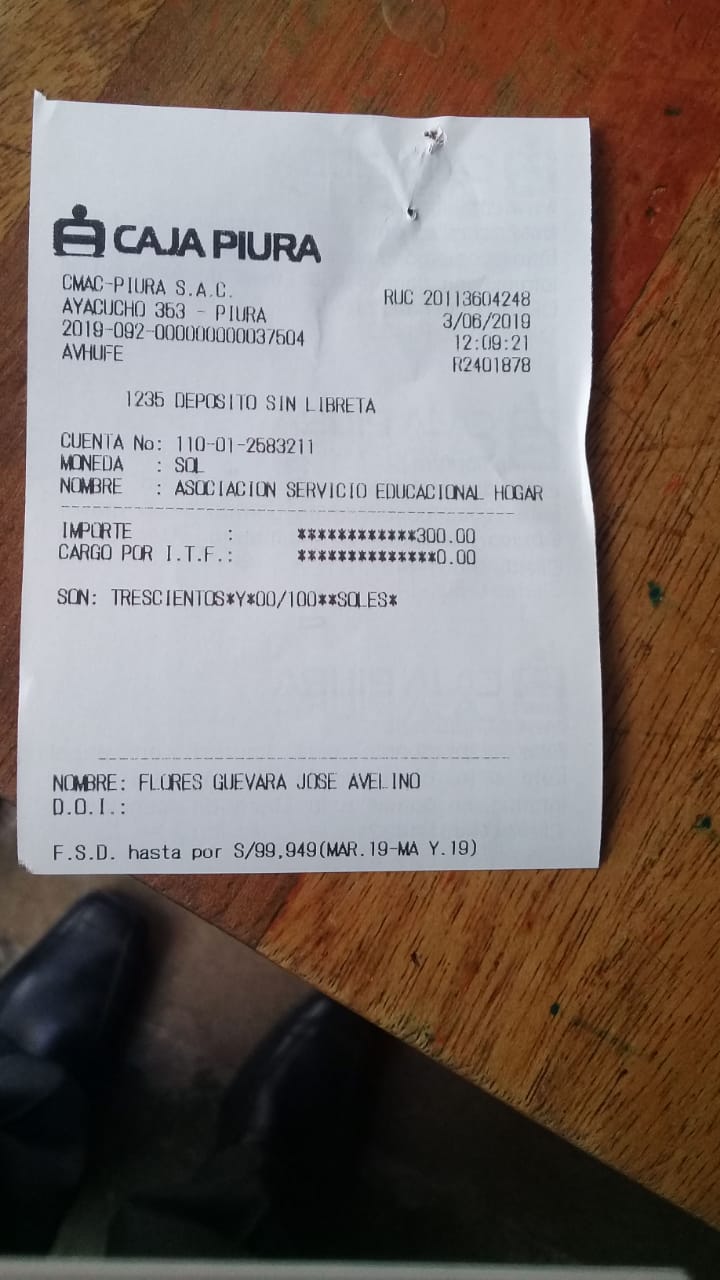 CAJA PIURA
CMAC-PIURA S.A.C.
RUC 20113604248
AYACUCHO 353 - PIURA
3/06/2019
2019-092-000000000037504
12:09:21
AVHUFE
R2401878
1235 DEPOSITO SIN LIBRETA
CUENTA No: 110-01-2583211
MONEDA : SOL
NOMBRE : ASOCIACION SERVICIO EDUCACIONAL HOGAR
IMPORTE : ************300.00
CARGO POR I.T.F.: **************0.00
SON: TRESCIENTOS*Y*00/100**SOLES*
NOMBRE: FLORES GUEVARA JOSE AVELINO
D.O.I.:
F.S.D. hasta por S/99,949(MAR.19-MA Y.19)